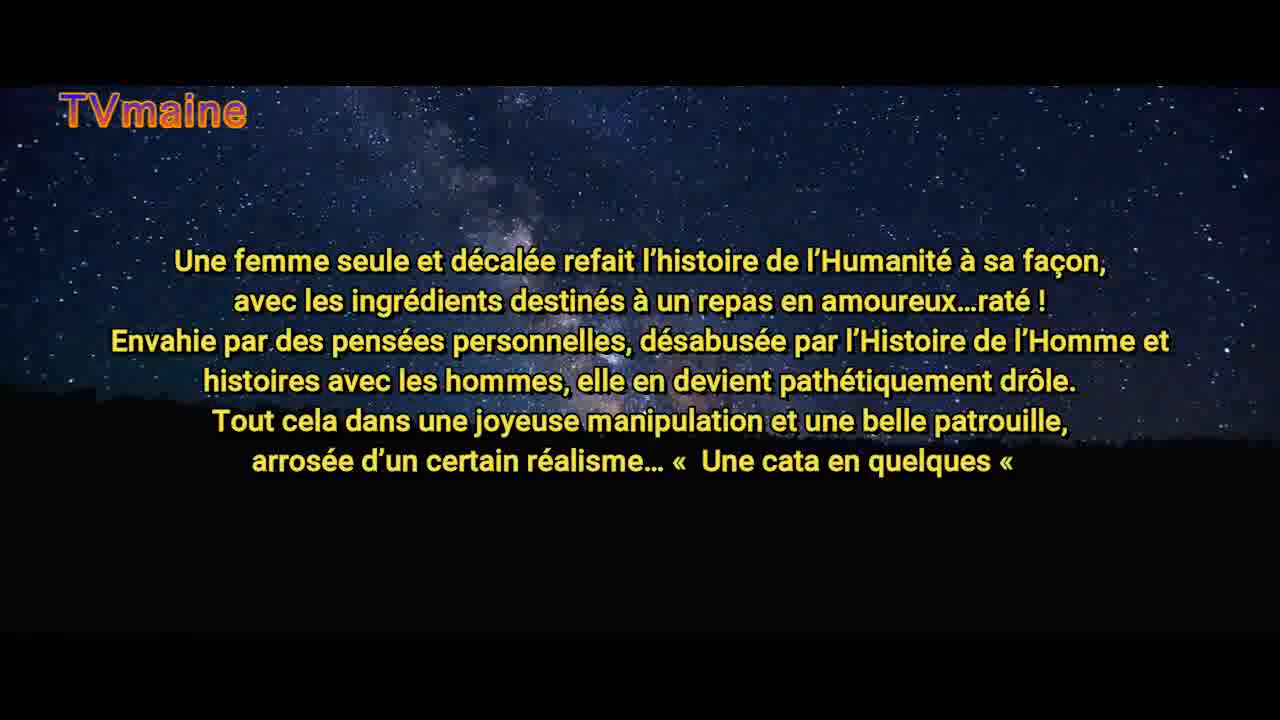 TVmaine
Une femme seule et décalée refait l’histoire de l’Humanité à sa façon,
avec les ingrédients destinés à un repas en amoureux...raté !
Envahie par des pensées personnelles, désabusée par l’Histoire de l’Homme et
histoires avec les hommes, elle en devient pathétiquement drôle.
Tout cela dans une joyeuse manipulation et une belle patrouille,
arrosée d’un certain réalisme... «  Une cata en quelques «